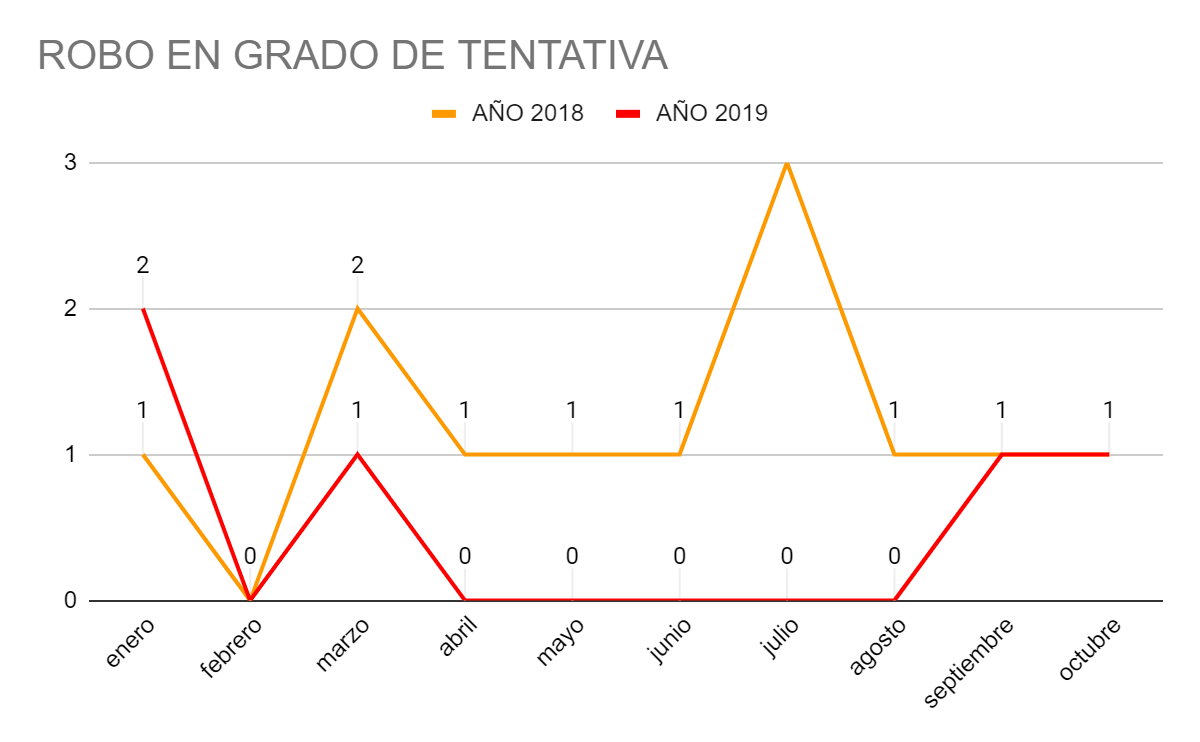 ROBO EN GRADO DE TENTATIVA
AÑO 2018 AÑO 2019
3
2 2
2
1 1 1 1 1 1 1 1
1
0 0 0 0 0 0
0
enero febrero marzo abril mayo junio julio agosto septiembre octubre